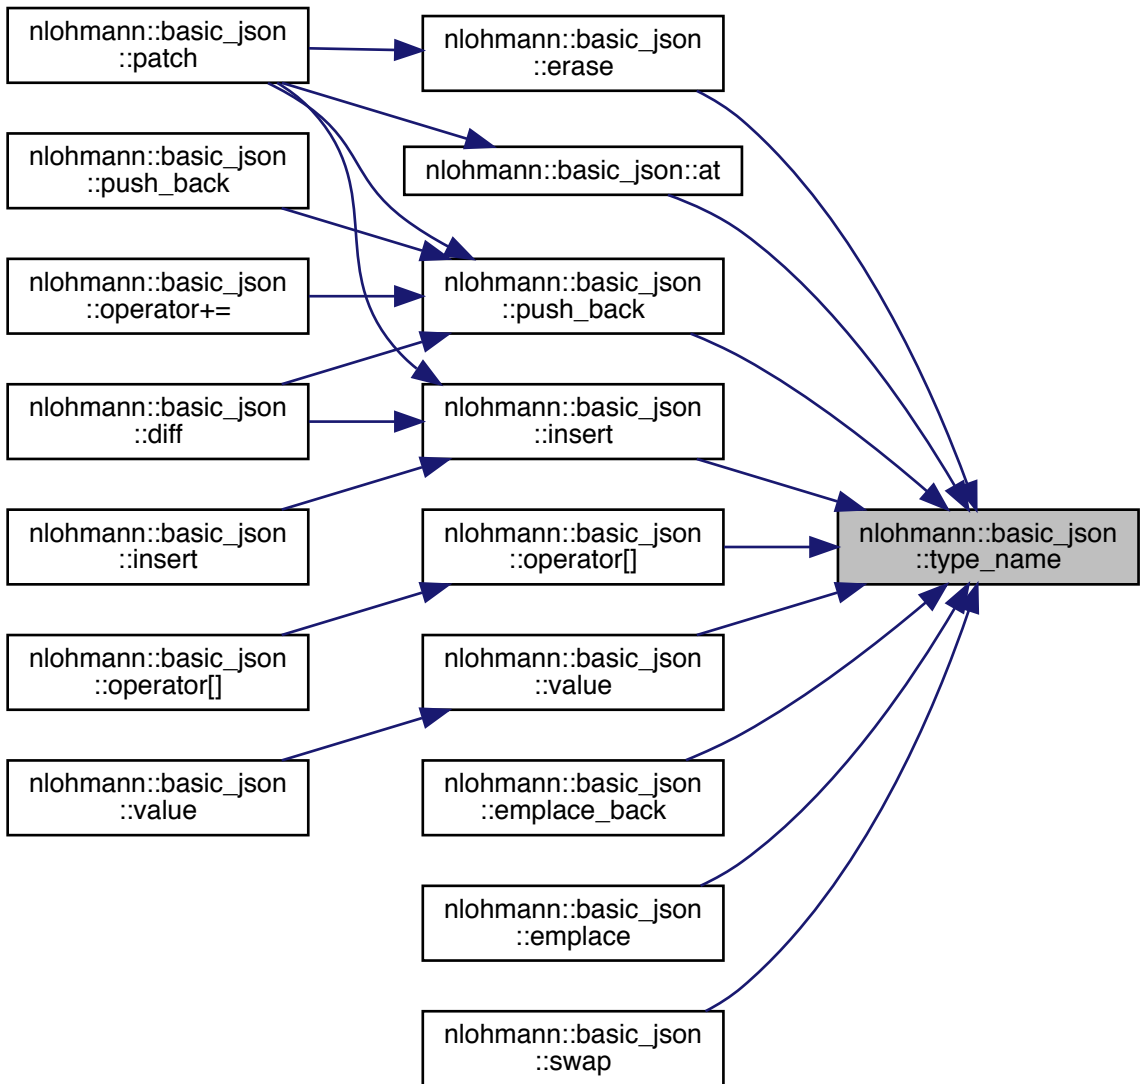 nlohmann::basic_json
::patch
nlohmann::basic_json
::push_back
nlohmann::basic_json
::operator+=
nlohmann::basic_json
::diff
nlohmann::basic_json
::insert
nlohmann::basic_json
::operator[]
nlohmann::basic_json
::value
nlohmann::basic_json
::erase
nlohmann::basic_json::at
nlohmann::basic_json
::push_back
nlohmann::basic_json
::insert
nlohmann::basic_json
::operator[]
nlohmann::basic_json
::value
nlohmann::basic_json
::emplace_back
nlohmann::basic_json
::emplace
nlohmann::basic_json
::swap
nlohmann::basic_json
::type_name